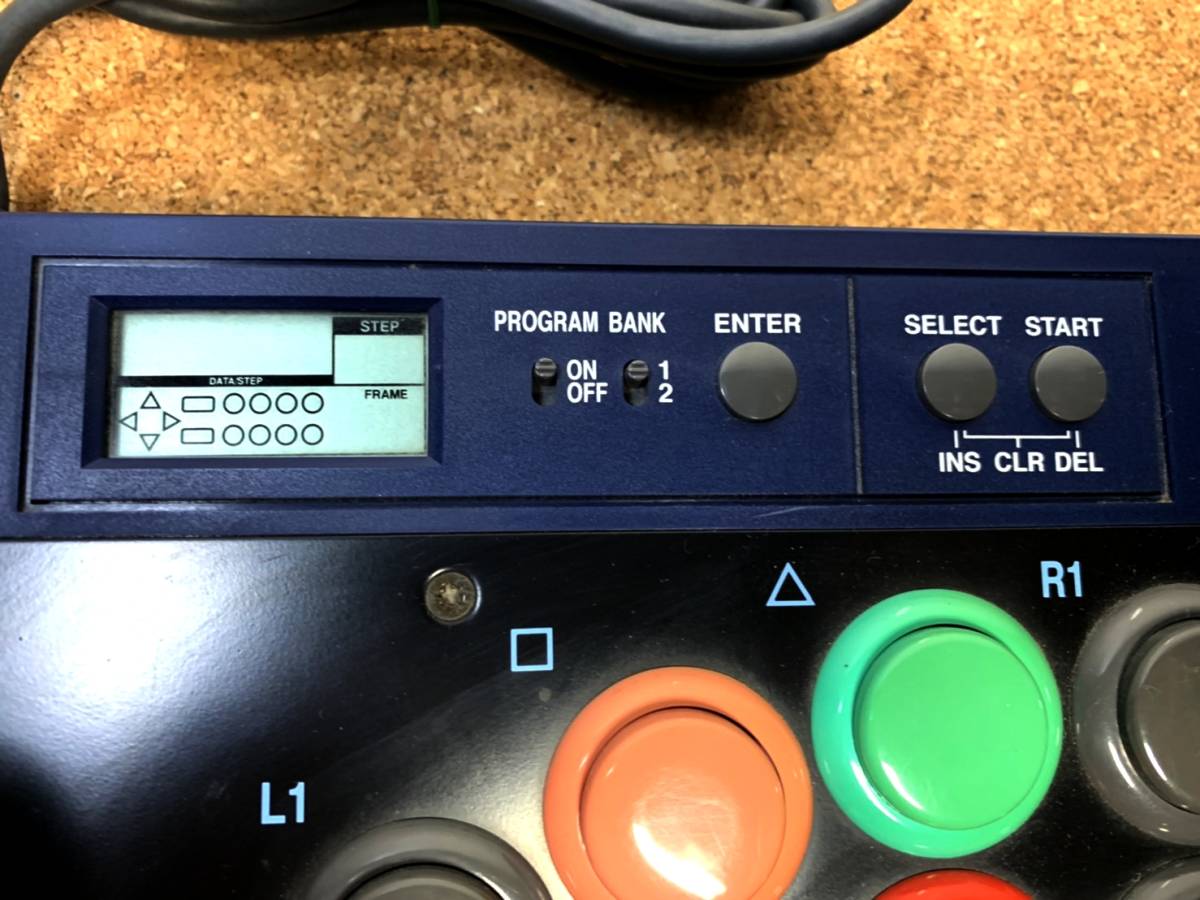 STEP
DATA/STEP
FRAME
PROGRAM BANK
ON
OFF
1
2
ENTER
SELECT START
INS CLR DEL
R1
L1